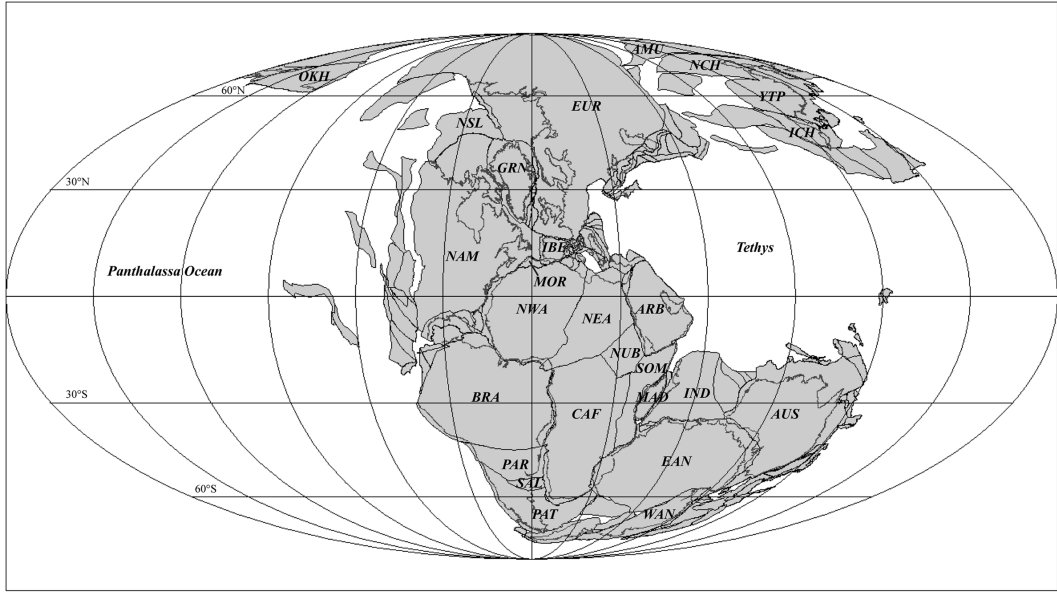 AMU
NCH
OKH
60°N
YTP
EUR
NSL
ICH
GRN
30°N
IBE
Tethys
NAM
Panthalassa Ocean
MOR
NWA
NEA
ARB
NUB
SOM
BRA
30°S
CAF
MAD
IND
AUS
PAR
EAN
SAL
60°S
PAT
WAN